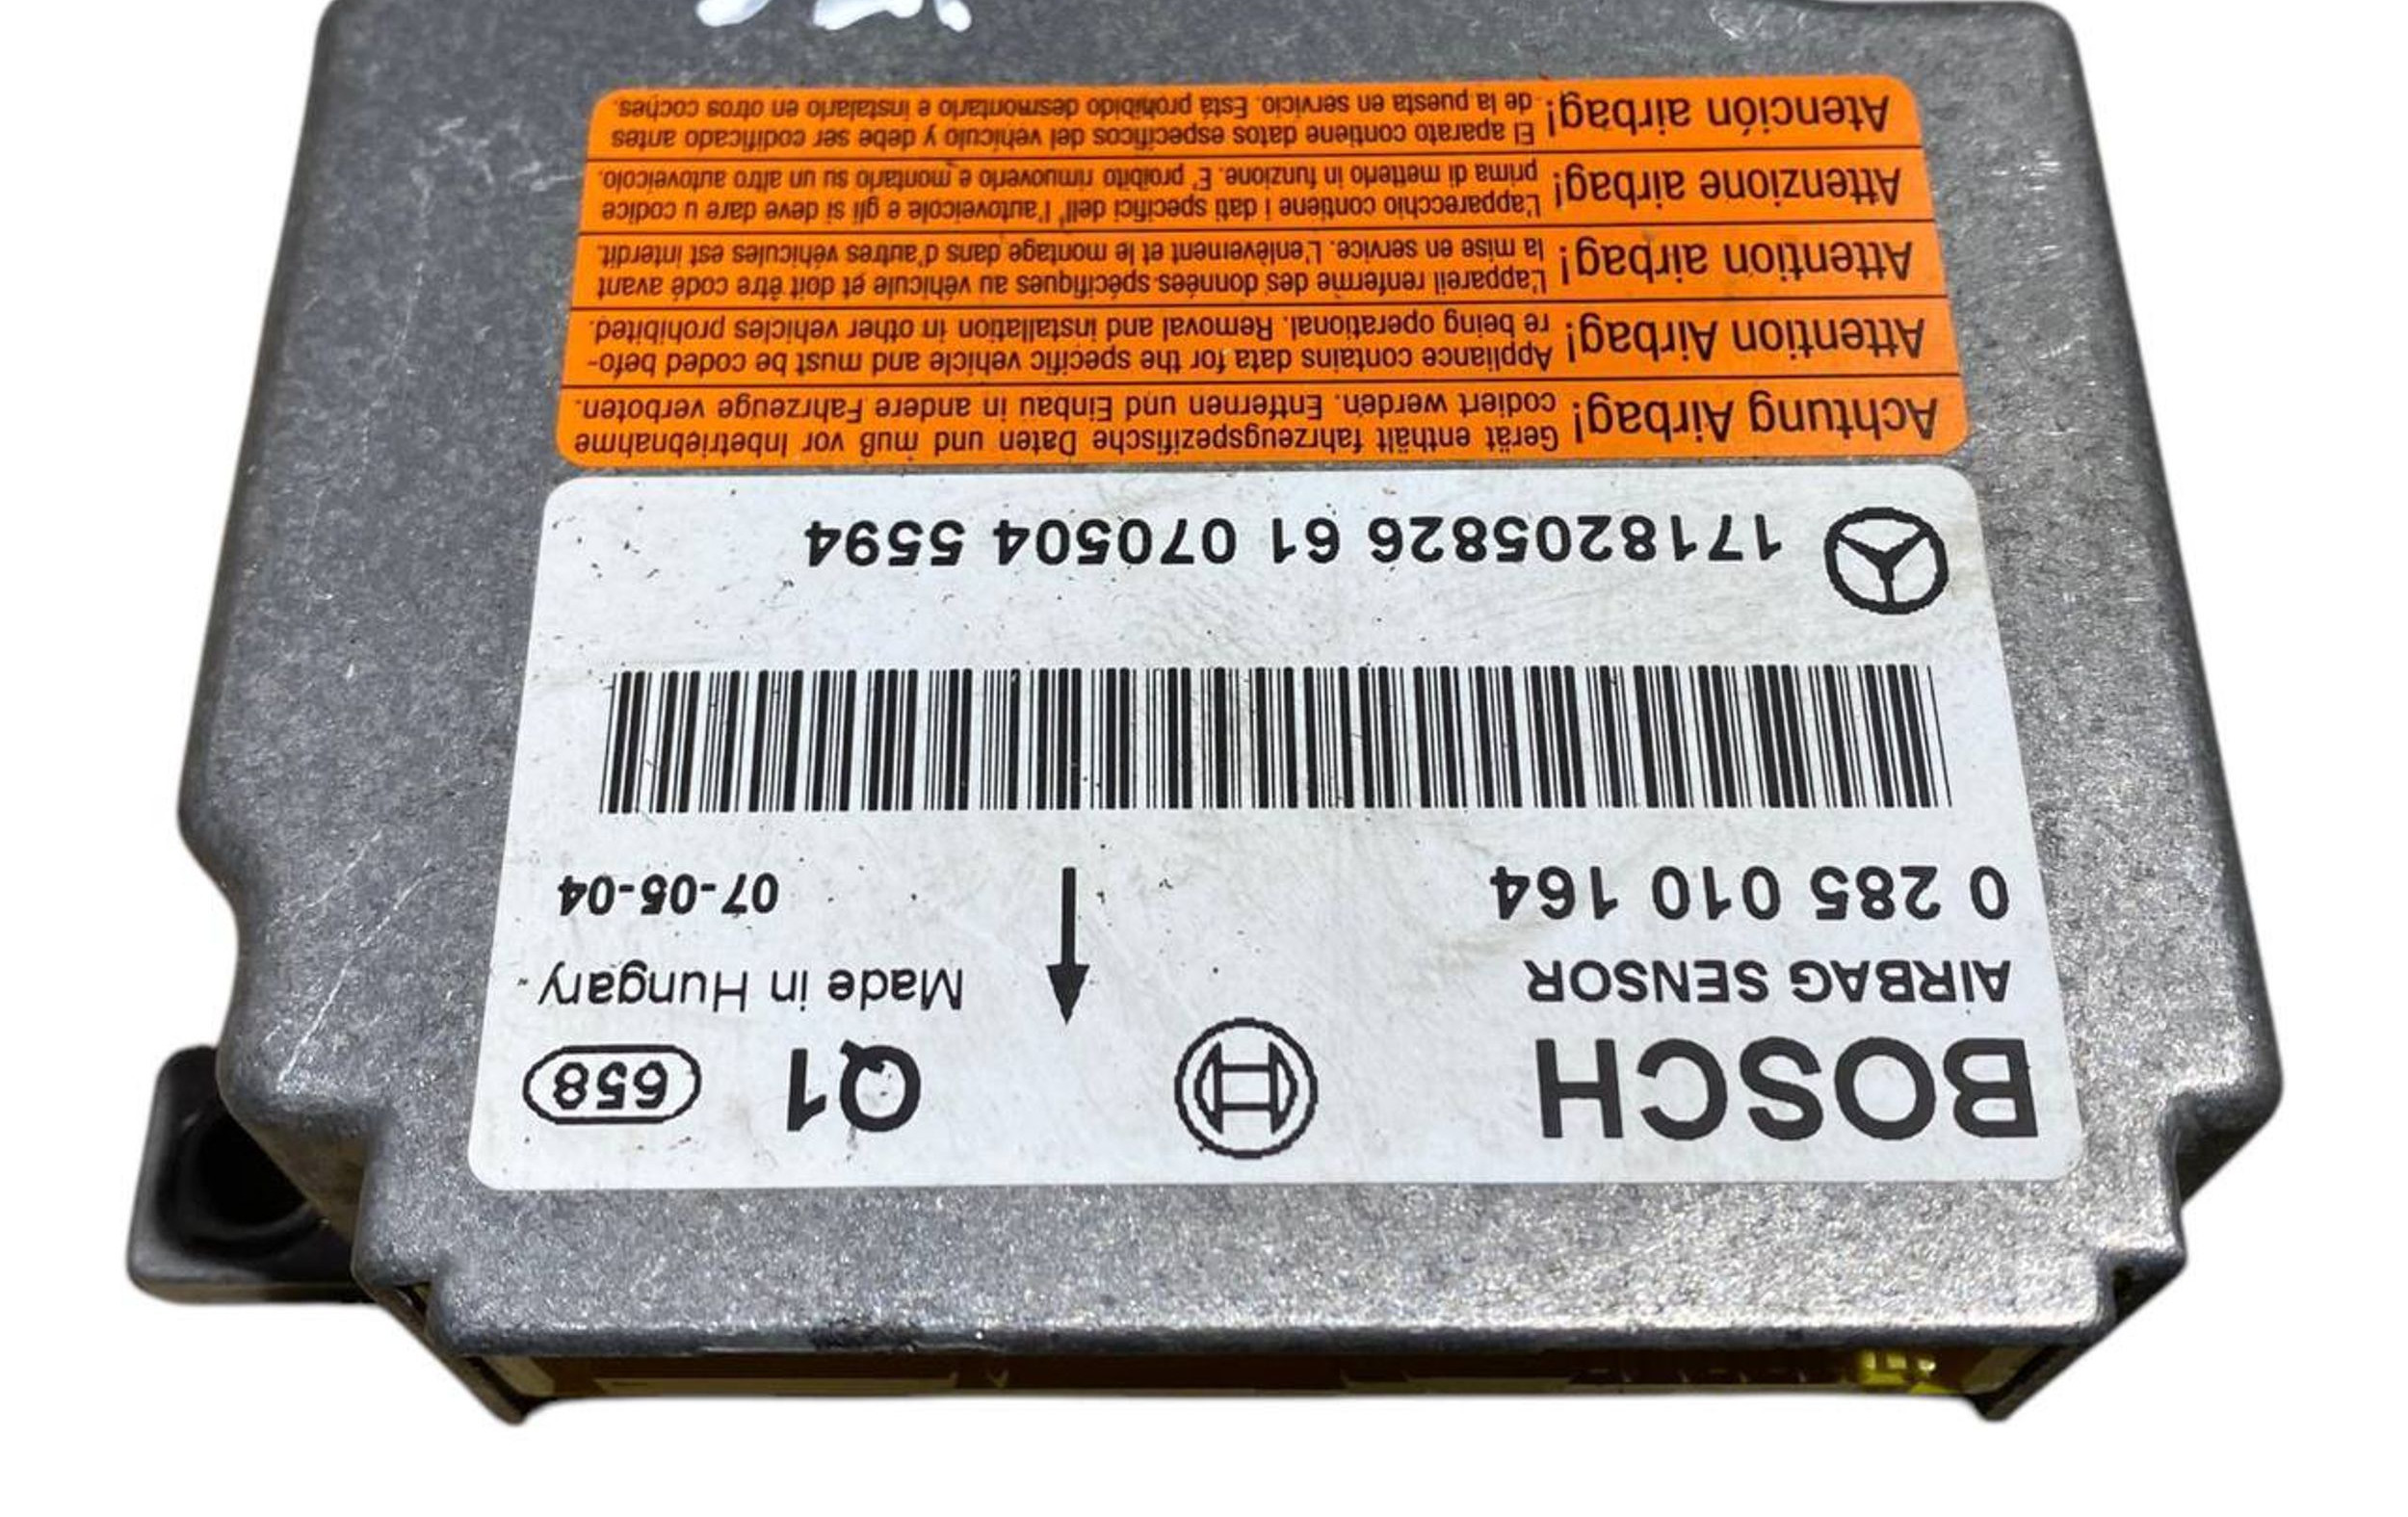 BOSCH
Q1
658
AIRBAG SENSOR
Made in Hungary
0 285 010 164
07-05-04
1718205826 61 070504 5594
Achtung Airbag!
Gerät enthält fahrzeugspezifische Daten und muß vor Inbetriebnahme
codiert werden. Entfernen und Einbau in andere Fahrzeuge verboten.
Attention Airbag!
Appliance contains data for the specific vehicle and must be coded befo-
re being operational. Removal and installation in other vehicles prohibited.
Attention airbag!
L'appareil renferme des données spécifiques au véhicule et doit être codé avant
la mise en service. L'enlèvement et le montage dans d'autres véhicules est interdit.
Attenzione airbag!
L'apparecchio contiene i dati specifici dell' l'autoveicole e gli si deve dare u codice
prima di metterlo in funzione. E' proibito rimuoverlo e montarlo su un altro autoveicolo.
Atención airbag!
El aparato contiene datos específicos del vehículo y debe ser codificado antes
de la puesta en servicio. Está prohibido desmontarlo e instalarlo en otros coches.